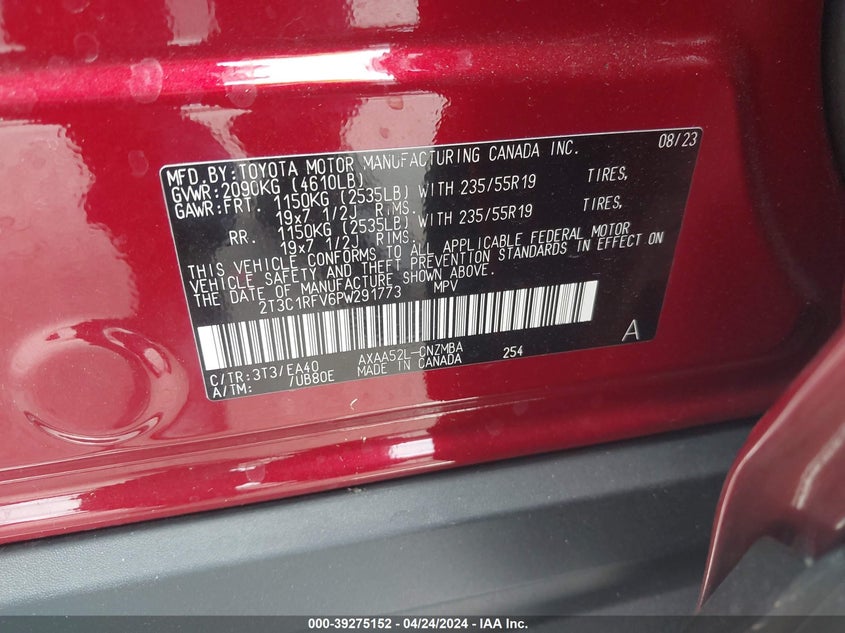 MFD.BY:TOYOTA MOTOR MANUFACTURING CANADA INC. 08/23
GVWR:2090KG (4610LB)
GAWR:FRT. 1150KG (2535LB) WITH 235/55R19 TIRES,
19x7 1/2J RIMS.
RR. 1150KG (2535LB) WITH 235/55R19 TIRES,
19x7 1/2J RIMS.
THIS VEHICLE CONFORMS TO ALL APPLICABLE FEDERAL MOTOR
VEHICLE SAFETY AND THEFT PREVENTION STANDARDS IN EFFECT ON
THE DATE OF MANUFACTURE SHOWN ABOVE.
2T3C1RFV6PW291773 MPV
A
C/TR:3T3/EA40 AXAA52L-CNZMBA 254
A/TM: /UB80E MADE IN CANADA
000-39275152 - 04/24/2024 - IAA Inc.